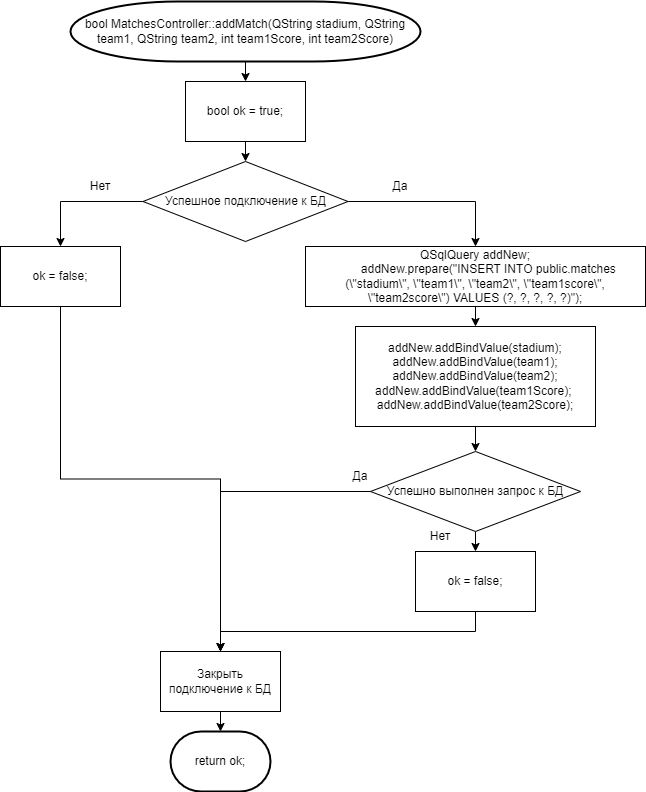 bool MatchesController::addMatch(QString stadium, QString
team1, QString team2, int team1Score, int team2Score)
bool ok = true;
Успешное подключение к БД
Нет
Да
ok = false;
QSqlQuery addNew;
addNew.prepare("INSERT INTO public.matches
(\"stadium\", \"team1\", \"team2\", \"team1score\",
\"team2score\") VALUES (?, ?, ?, ?, ?)");
addNew.addBindValue(stadium);
addNew.addBindValue(team1);
addNew.addBindValue(team2);
addNew.addBindValue(team1Score);
addNew.addBindValue(team2Score);
Да
Успешно выполнен запрос к БД
Нет
ok = false;
Закрыть
подключение к БД
return ok;